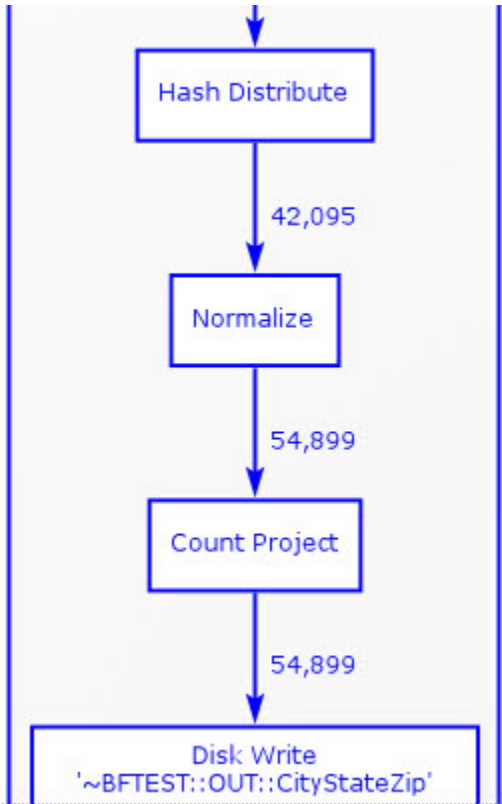 Hash Distribute
42,095
Normalize
54,899
Count Project
54,899
Disk Write
'~BFTEST::OUT::CityStateZip'